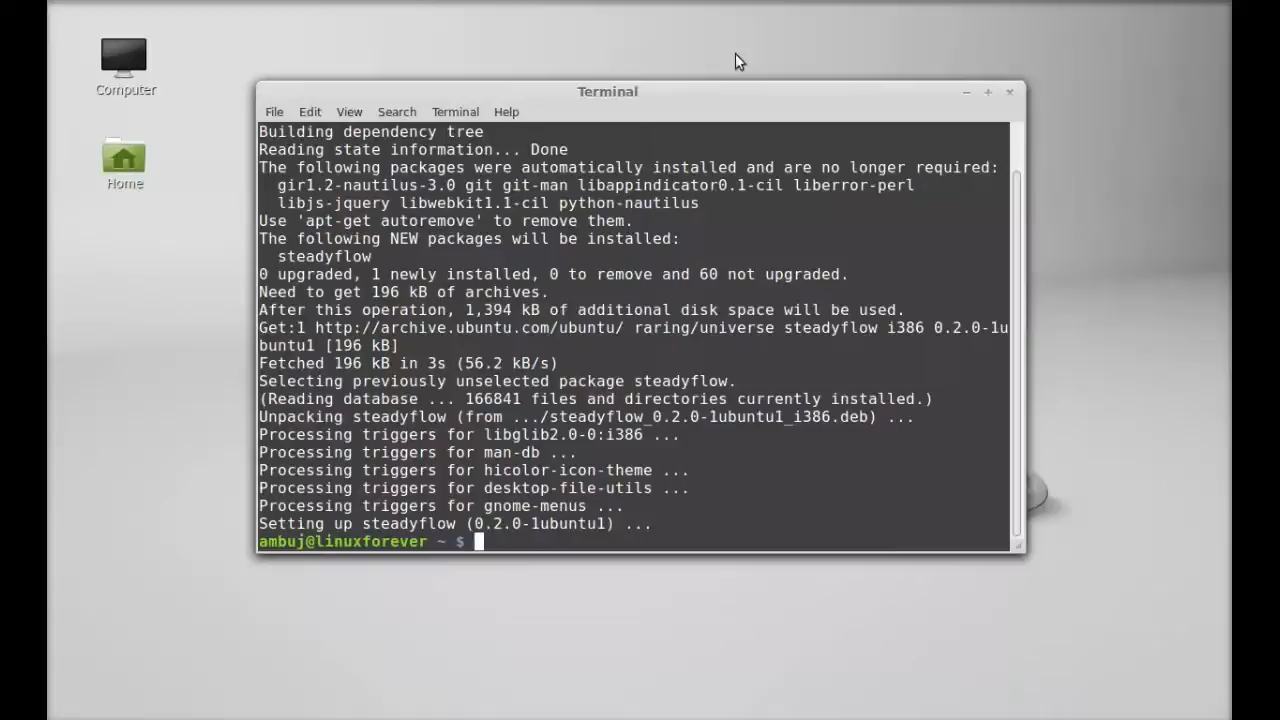 Computer
Home
Terminal
File Edit View Search Terminal Help
Building dependency tree
Reading state information... Done
The following packages were automatically installed and are no longer required:
  gir1.2-nautilus-3.0 git git-man libappindicator0.1-cil liberror-perl
  libjs-jquery libwebkit1.1-cil python-nautilus
Use 'apt-get autoremove' to remove them.
The following NEW packages will be installed:
  steadyflow
0 upgraded, 1 newly installed, 0 to remove and 60 not upgraded.
Need to get 196 kB of archives.
After this operation, 1,394 kB of additional disk space will be used.
Get:1 http://archive.ubuntu.com/ubuntu/ raring/universe steadyflow i386 0.2.0-1u
buntu1 [196 kB]
Fetched 196 kB in 3s (56.2 kB/s)
Selecting previously unselected package steadyflow.
(Reading database ... 166841 files and directories currently installed.)
Unpacking steadyflow (from .../steadyflow_0.2.0-1ubuntu1_i386.deb) ...
Processing triggers for libglib2.0-0:i386 ...
Processing triggers for man-db ...
Processing triggers for hicolor-icon-theme ...
Processing triggers for desktop-file-utils ...
Processing triggers for gnome-menus ...
Setting up steadyflow (0.2.0-1ubuntu1) ...
ambuj@linuxforever ~ $